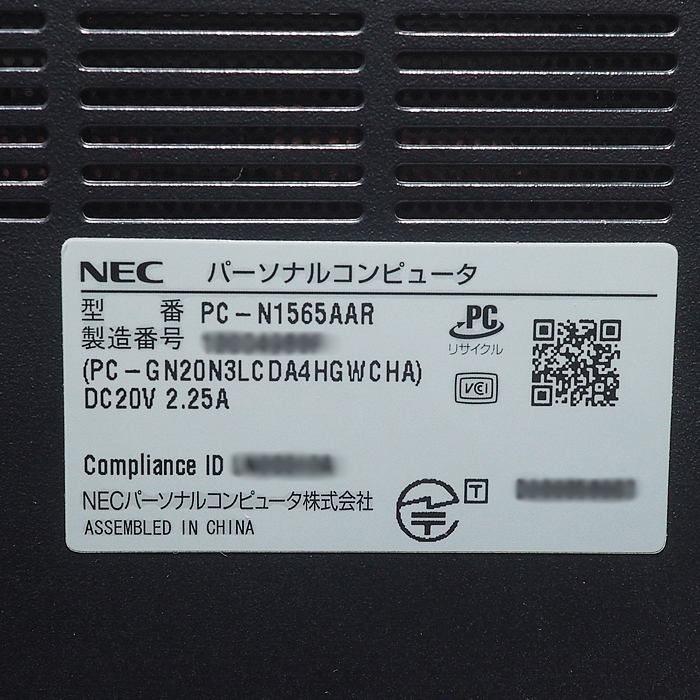 NEC パーソナルコンピュータ
型 番 PC-N1565AAR
製造番号
(PC-GN20N3LCDA4HGWCHA)
DC20V 2.25A
PC
リサイクル
VCCI
Compliance ID
NECパーソナルコンピュータ株式会社
T
ASSEMBLED IN CHINA